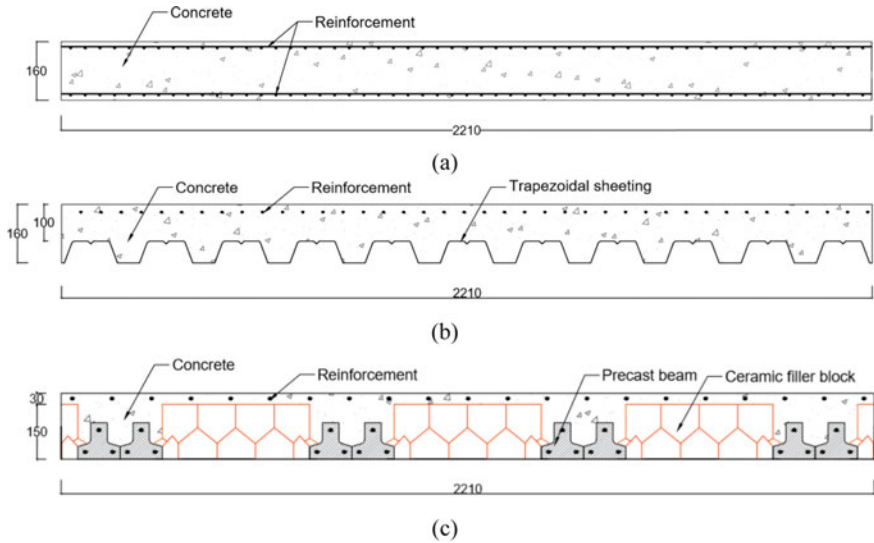 Concrete
Reinforcement
160
2210
(a)
Concrete
Reinforcement
Trapezoidal sheeting
160
100
2210
(b)
Concrete
Reinforcement
Precast beam
Ceramic filler block
30
150
2210
(c)